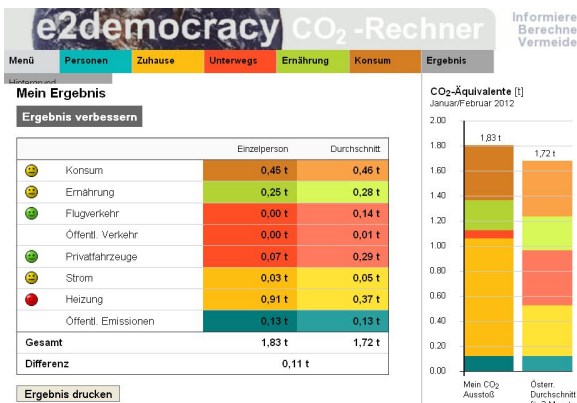 e2democracy CO2-Rechner
Informiere
Berechne
Vermeide
Menü Personen Zuhause Unterwegs Ernährung Konsum Ergebnis
Hintergrund
Mein Ergebnis
Ergebnis verbessern
Einzelperson Durchschnitt
Konsum 0,45 t 0,46 t
Ernährung 0,25 t 0,28 t
Flugverkehr 0,00 t 0,14 t
Öffentl. Verkehr 0,00 t 0,01 t
Privatfahrzeuge 0,07 t 0,29 t
Strom 0,03 t 0,05 t
Heizung 0,91 t 0,37 t
Öffentl. Emissionen 0,13 t 0,13 t
Gesamt 1,83 t 1,72 t
Differenz 0,11 t
Ergebnis drucken
CO2-Äquivalente [t]
Januar/Februar 2012
2.00
1,83 t
1.80
1,72 t
1.60
1.40
1.20
1.00
0.80
0.60
0.40
0.20
0.00
Mein CO2
Ausstoß
Österr.
Durchschnitt